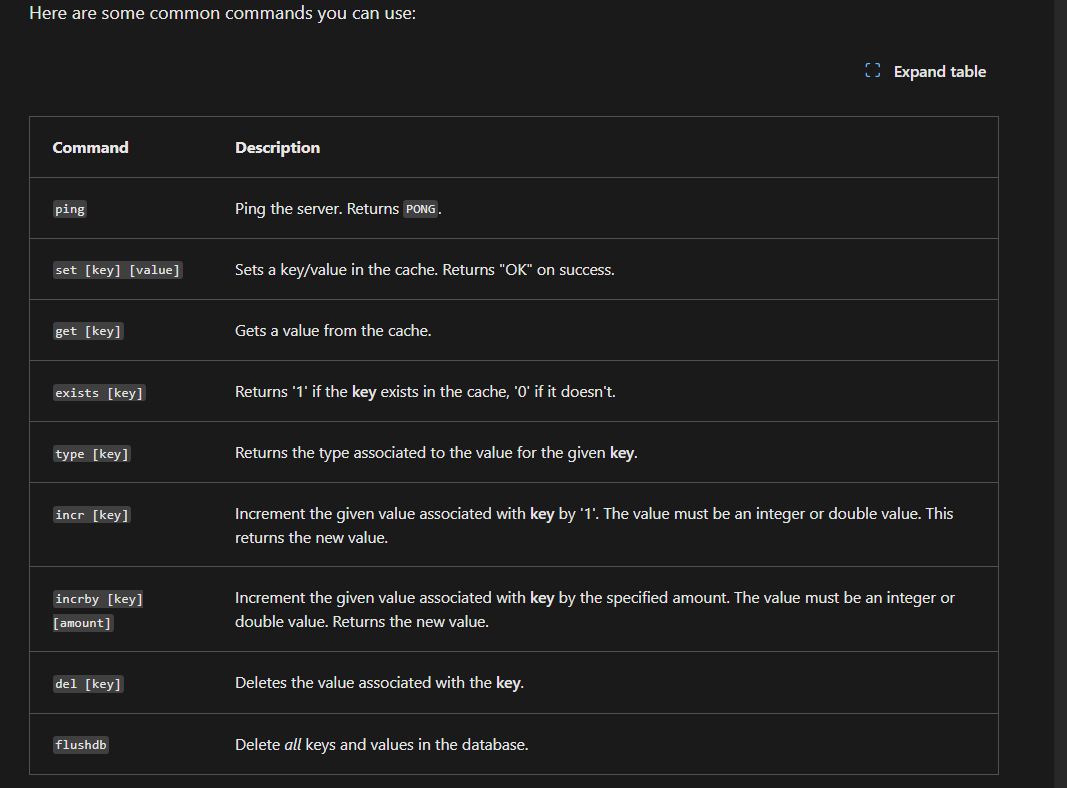 Here are some common commands you can use:
Expand table
Command Description
ping Ping the server. Returns PONG.
set [key] [value] Sets a key/value in the cache. Returns "OK" on success.
get [key] Gets a value from the cache.
exists [key] Returns '1' if the key exists in the cache, '0' if it doesn't.
type [key] Returns the type associated to the value for the given key.
incr [key] Increment the given value associated with key by '1'. The value must be an integer or double value. This
returns the new value.
incrby [key] Increment the given value associated with key by the specified amount. The value must be an integer or
[amount] double value. Returns the new value.
del [key] Deletes the value associated with the key.
flushdb Delete all keys and values in the database.